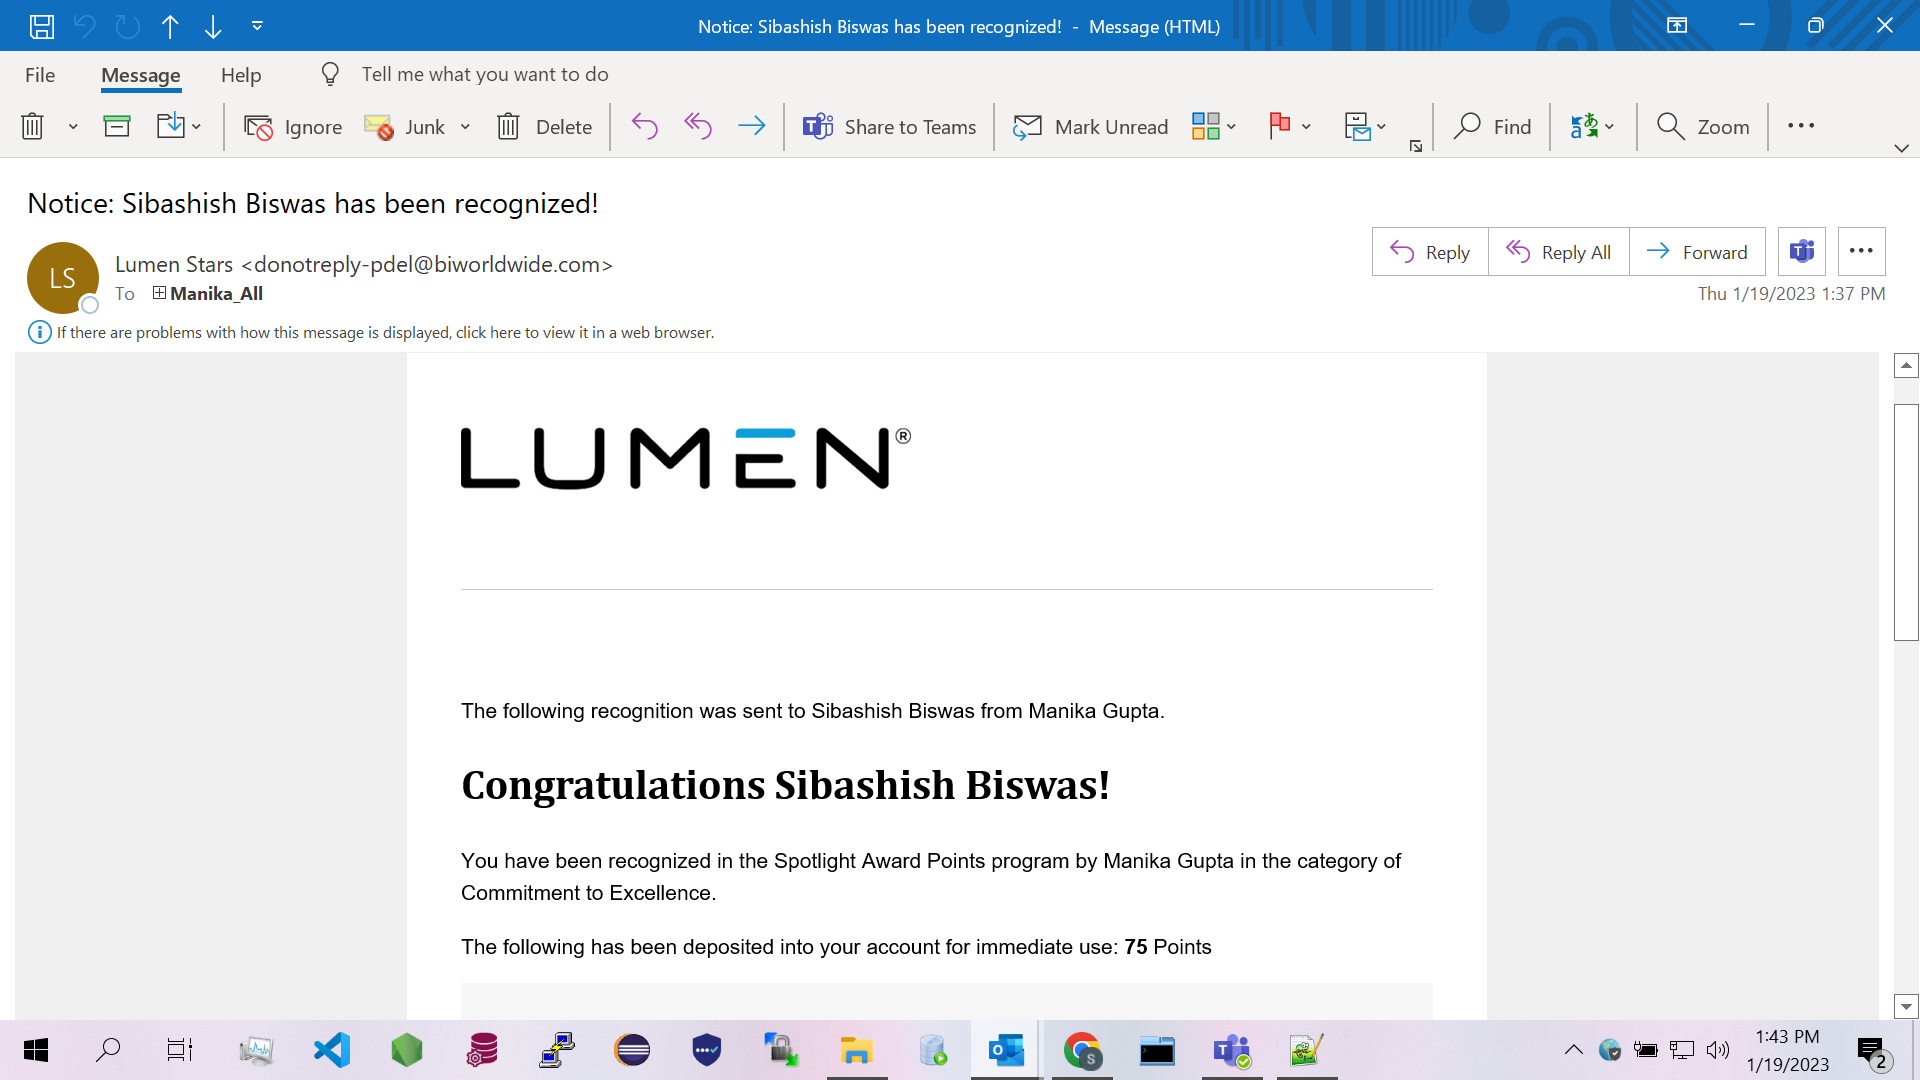 Notice: Sibashish Biswas has been recognized! - Message (HTML)
File Message Help Tell me what you want to do
Ignore Junk Delete Share to Teams Mark Unread Find Zoom
Notice: Sibashish Biswas has been recognized!
LS
Lumen Stars <donotreply-pdel@biworldwide.com>
To Manika_All
Reply Reply All Forward
Thu 1/19/2023 1:37 PM
If there are problems with how this message is displayed, click here to view it in a web browser.
LUMEN®
The following recognition was sent to Sibashish Biswas from Manika Gupta.
Congratulations Sibashish Biswas!
You have been recognized in the Spotlight Award Points program by Manika Gupta in the category of
Commitment to Excellence.
The following has been deposited into your account for immediate use: 75 Points
S
1:43 PM
1/19/2023
2